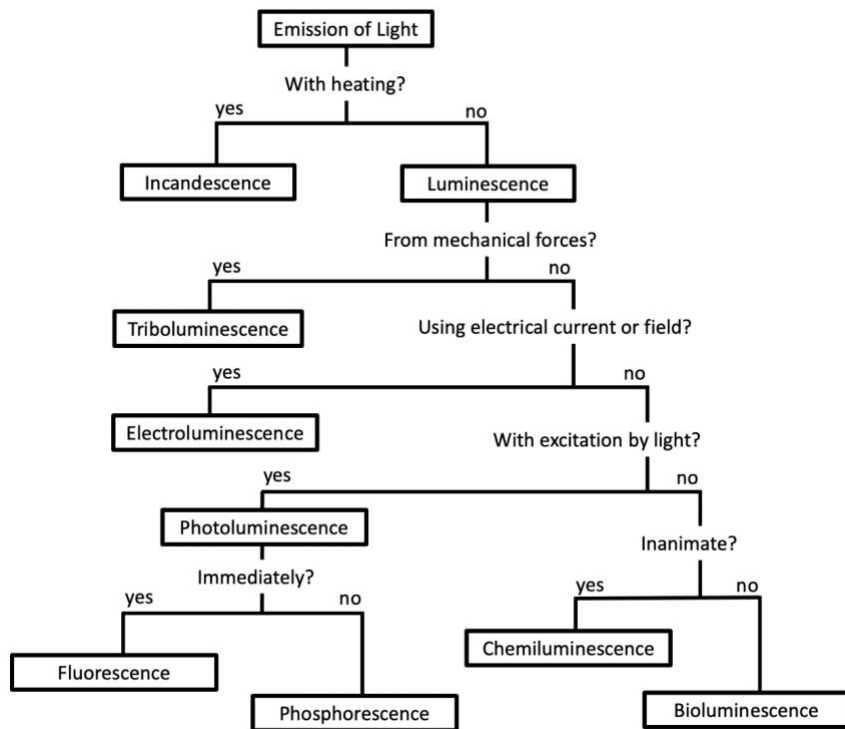 Emission of Light
With heating?
yes
no
Incandescence
Luminescence
From mechanical forces?
yes
no
Triboluminescence
Using electrical current or field?
yes
no
Electroluminescence
With excitation by light?
yes
no
Photoluminescence
Inanimate?
Immediately?
yes
no
yes
no
Chemiluminescence
Fluorescence
Phosphorescence
Bioluminescence